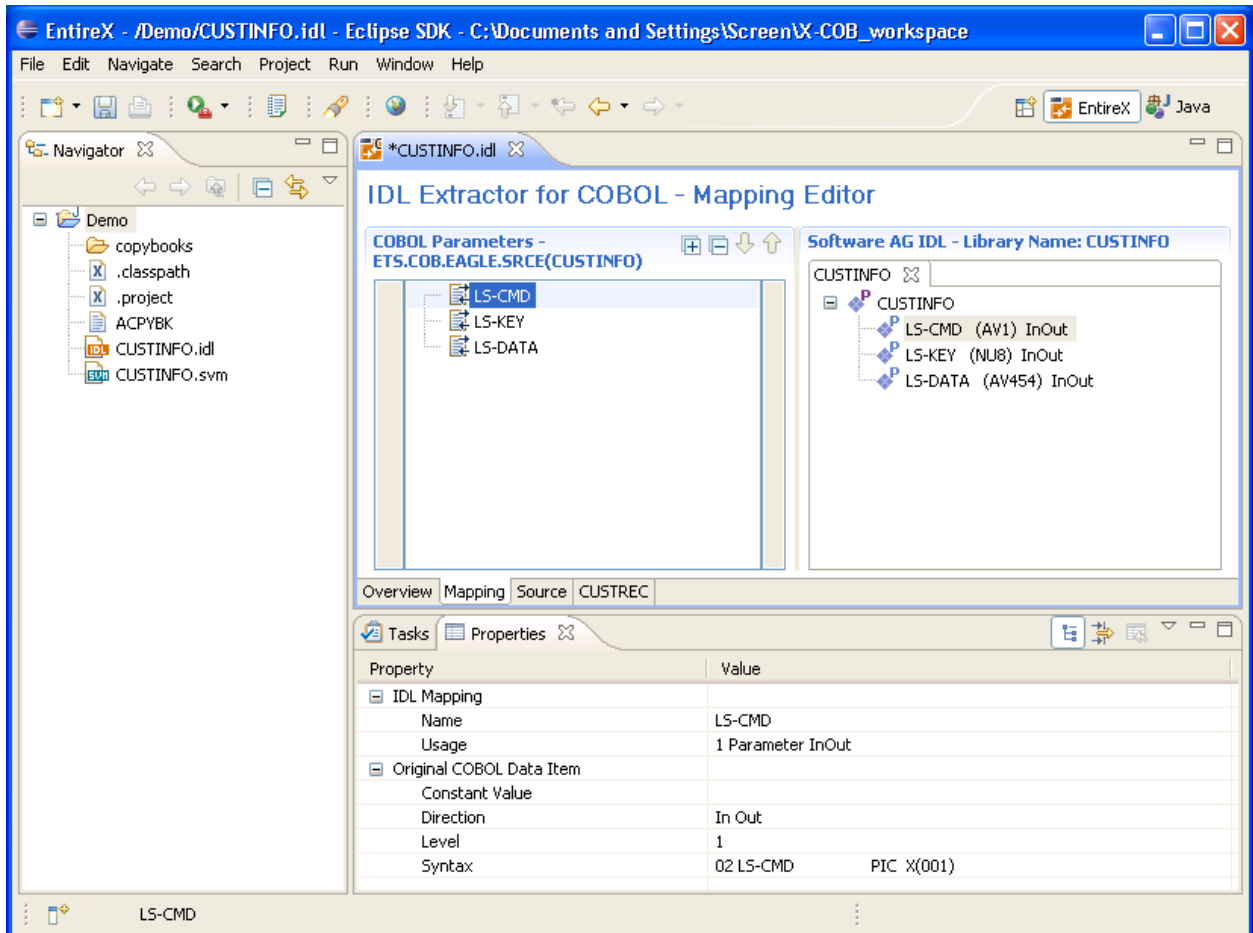 EntireX - /Demo/CUSTINFO.idl - Eclipse SDK - C:\Documents and Settings\Screen\X-COB_workspace
File Edit Navigate Search Project Run Window Help
EntireX Java
Navigator
Demo
copybooks
.classpath
.project
ACPYBK
CUSTINFO.idl
CUSTINFO.svm
*CUSTINFO.idl
IDL Extractor for COBOL - Mapping Editor
COBOL Parameters -
ETS.COB.EAGLE.SRCE(CUSTINFO)
LS-CMD
LS-KEY
LS-DATA
Software AG IDL - Library Name: CUSTINFO
CUSTINFO
CUSTINFO
LS-CMD (AV1) InOut
LS-KEY (NU8) InOut
LS-DATA (AV454) InOut
Overview Mapping Source CUSTREC
Tasks Properties
Property Value
IDL Mapping
Name LS-CMD
Usage 1 Parameter InOut
Original COBOL Data Item
Constant Value
Direction In Out
Level 1
Syntax 02 LS-CMD PIC X(001)
LS-CMD